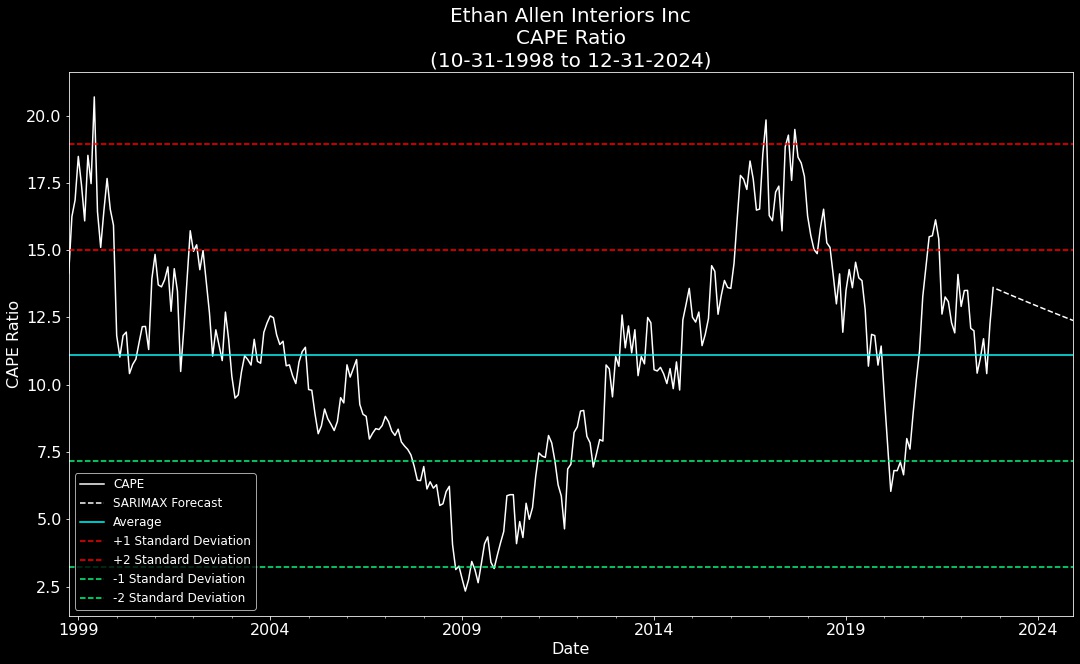 Ethan Allen Interiors Inc
CAPE Ratio
(10-31-1998 to 12-31-2024)
CAPE Ratio
20.0
17.5
15.0
12.5
10.0
7.5
5.0
2.5
CAPE
SARIMAX Forecast
Average
+1 Standard Deviation
+2 Standard Deviation
-1 Standard Deviation
-2 Standard Deviation
1999
2004
2009
2014
2019
2024
Date